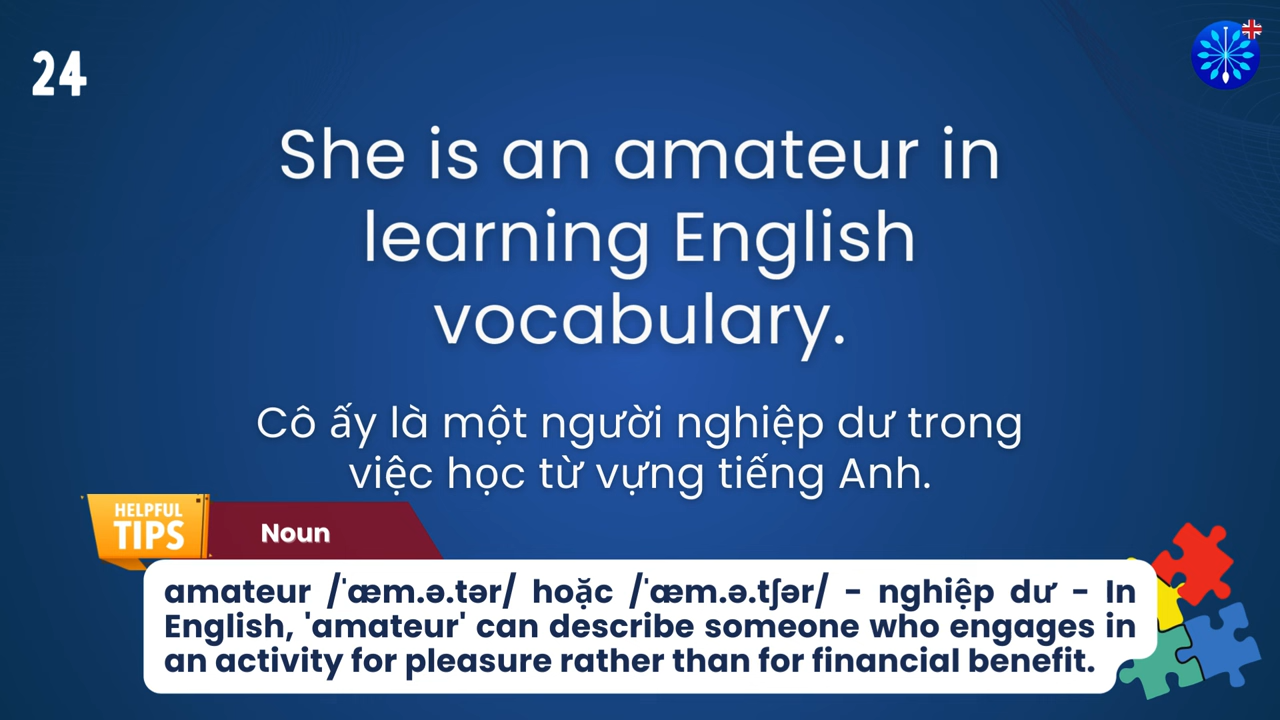 24
She is an amateur in
learning English
vocabulary.
Cô ấy là một người nghiệp dư trong
việc học từ vựng tiếng Anh.
HELPFUL
TIPS
Noun
amateur /ˈæm.ə.tər/ hoặc /ˈæm.ə.tʃər/ - nghiệp dư - In
English, 'amateur' can describe someone who engages in
an activity for pleasure rather than for financial benefit.